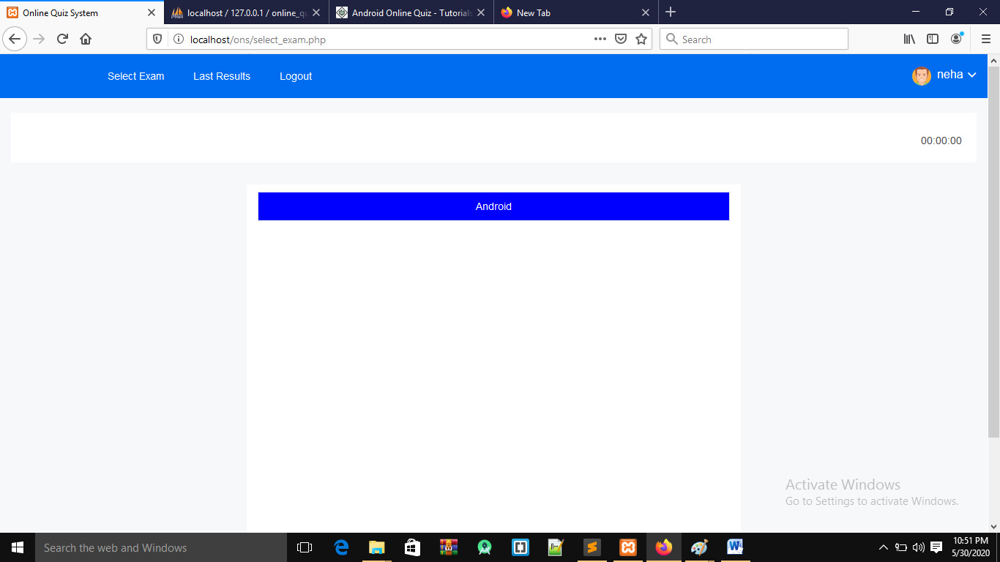 Online Quiz System
localhost / 127.0.0.1 / online_qu
Android Online Quiz - Tutorials
New Tab
localhost/ons/select_exam.php
Search
Select Exam
Last Results
Logout
neha
00:00:00
Android
Activate Windows
Go to Settings to activate Windows.
Search the web and Windows
10:51 PM
5/30/2020